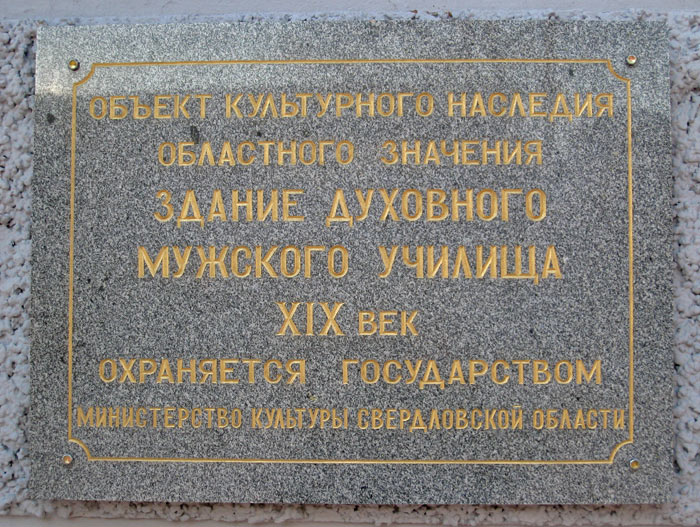 ОБЪЕКТ КУЛЬТУРНОГО НАСЛЕДИЯ
ОБЛАСТНОГО ЗНАЧЕНИЯ
ЗДАНИЕ ДУХОВНОГО
МУЖСКОГО УЧИЛИЩА
XIX ВЕК
ОХРАНЯЕТСЯ ГОСУДАРСТВОМ
МИНИСТЕРСТВО КУЛЬТУРЫ СВЕРДЛОВСКОЙ ОБЛАСТИ